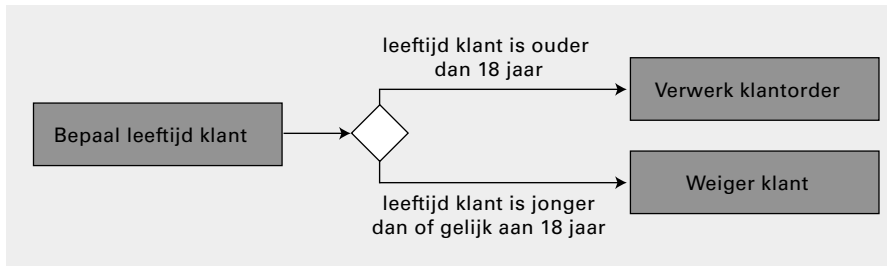 leeftijd klant is ouder
dan 18 jaar
Verwerk klantorder
Bepaal leeftijd klant
Weiger klant
leeftijd klant is jonger
dan of gelijk aan 18 jaar